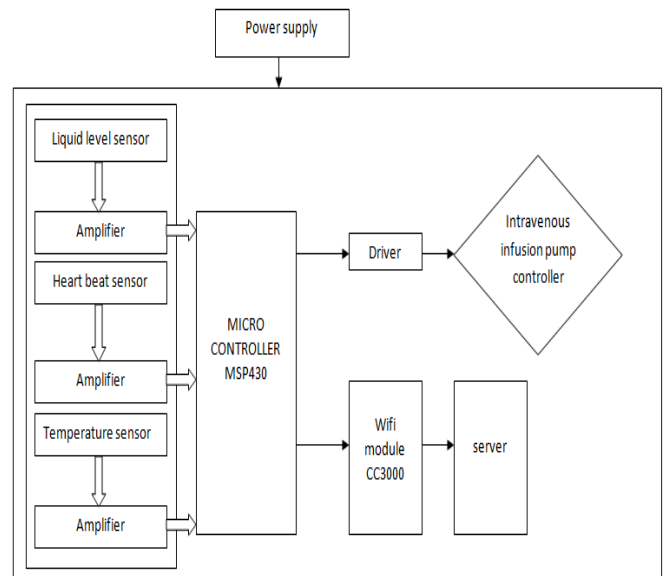 Power supply
Liquid level sensor
Amplifier
Heart beat sensor
Amplifier
Temperature sensor
Amplifier
MICRO
CONTROLLER
MSP430
Driver
Intravenous
infusion pump
controller
Wifi
module
CC3000
server